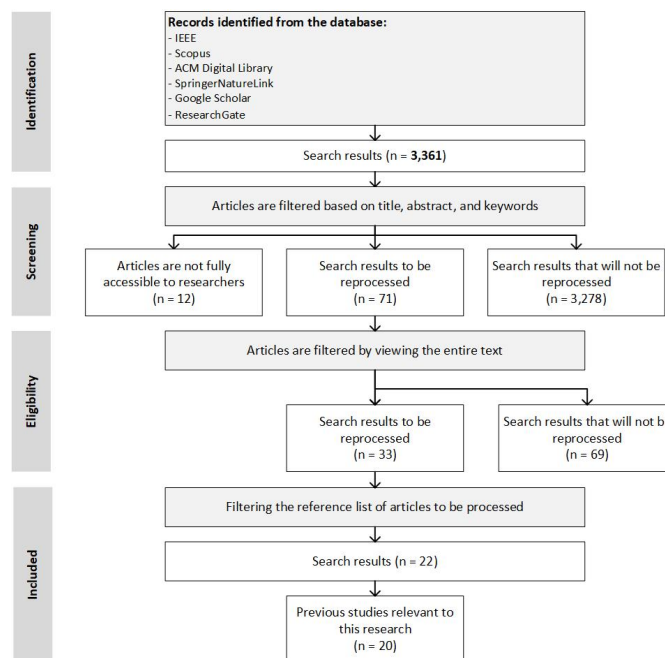 Identification
Records identified from the database:
- IEEE
- Scopus
- ACM Digital Library
- SpringerNatureLink
- Google Scholar
- ResearchGate
Search results (n = 3,361)
Screening
Articles are filtered based on title, abstract, and keywords
Articles are not fully
accessible to researchers
(n = 12)
Search results to be
reprocessed
(n = 71)
Search results that will not be
reprocessed
(n = 3,278)
Eligibility
Articles are filtered by viewing the entire text
Search results to be
reprocessed
(n = 33)
Search results that will not b
reprocessed
(n = 69)
Included
Filtering the reference list of articles to be processed
Search results (n = 22)
Previous studies relevant to
this research
(n = 20)